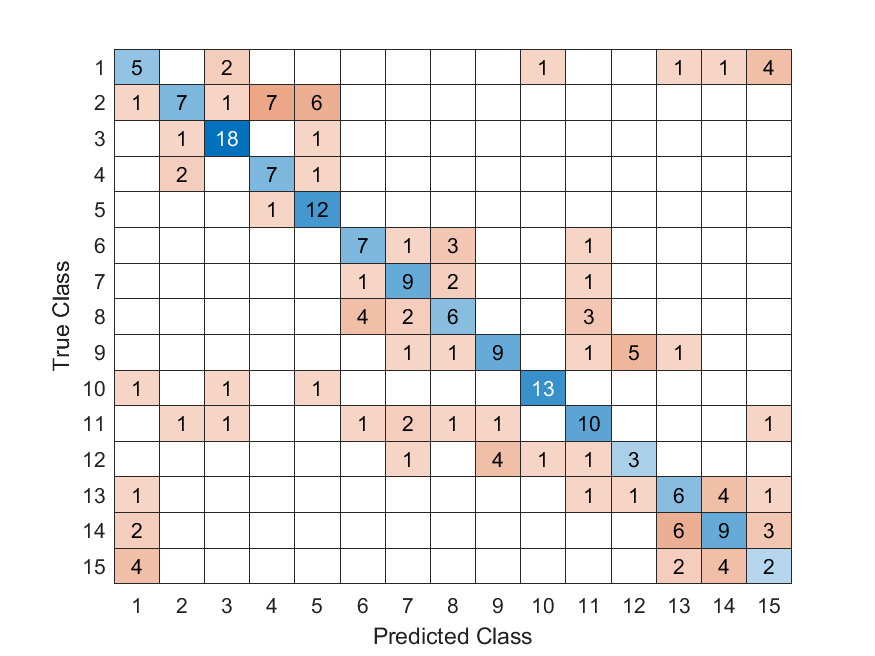 1 5 2 1 1 1 4
2 1 7 1 7 6
3 1 18 1
4 2 7 1
5 1 12
6 7 1 3 1
7 1 9 2 1
8 4 2 6 3
9 1 1 9 1 5 1
10 1 1 1 13
11 1 1 1 2 1 1 10 1
12 1 4 1 1 3
13 1 1 1 6 4 1
14 2 6 9 3
15 4 2 4 2
1 2 3 4 5 6 7 8 9 10 11 12 13 14 15
Predicted Class
True Class